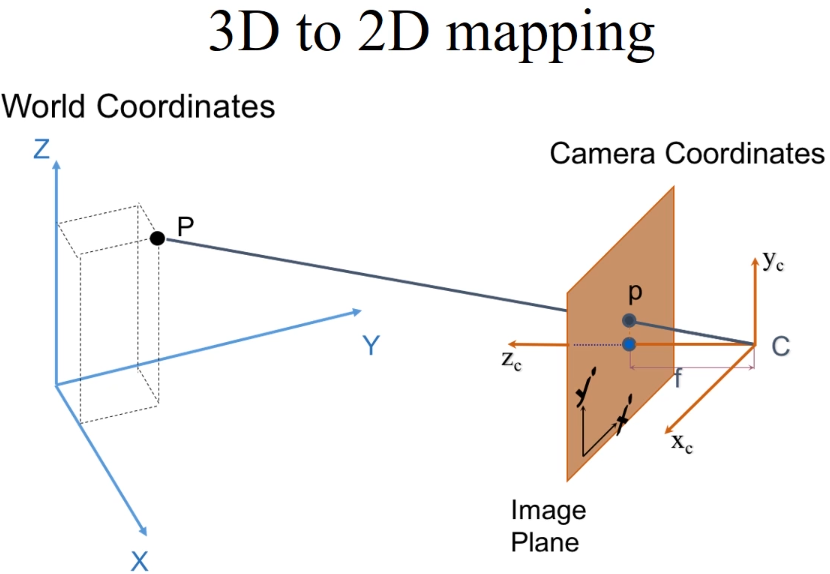 3D to 2D mapping
World Coordinates
Camera Coordinates
Z
P
Y
X
p
y_c
C
z_c
f
x_c
y'
x'
Image
Plane